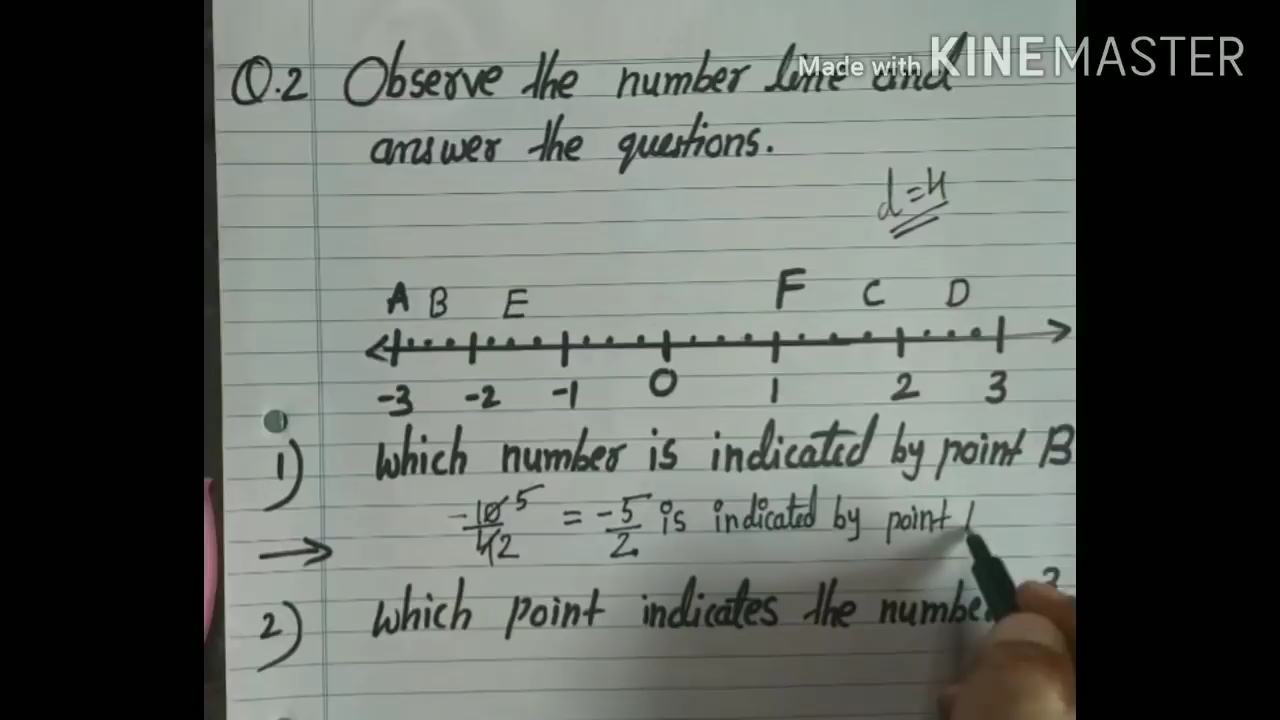 Made with KINEMASTER
Q.2 Observe the number line and
answer the questions.
d=4
A B E F C D
-3 -2 -1 0 1 2 3
1) Which number is indicated by point B
-10/4 5 2 = -5/2 is indicated by point
2) Which point indicates the number